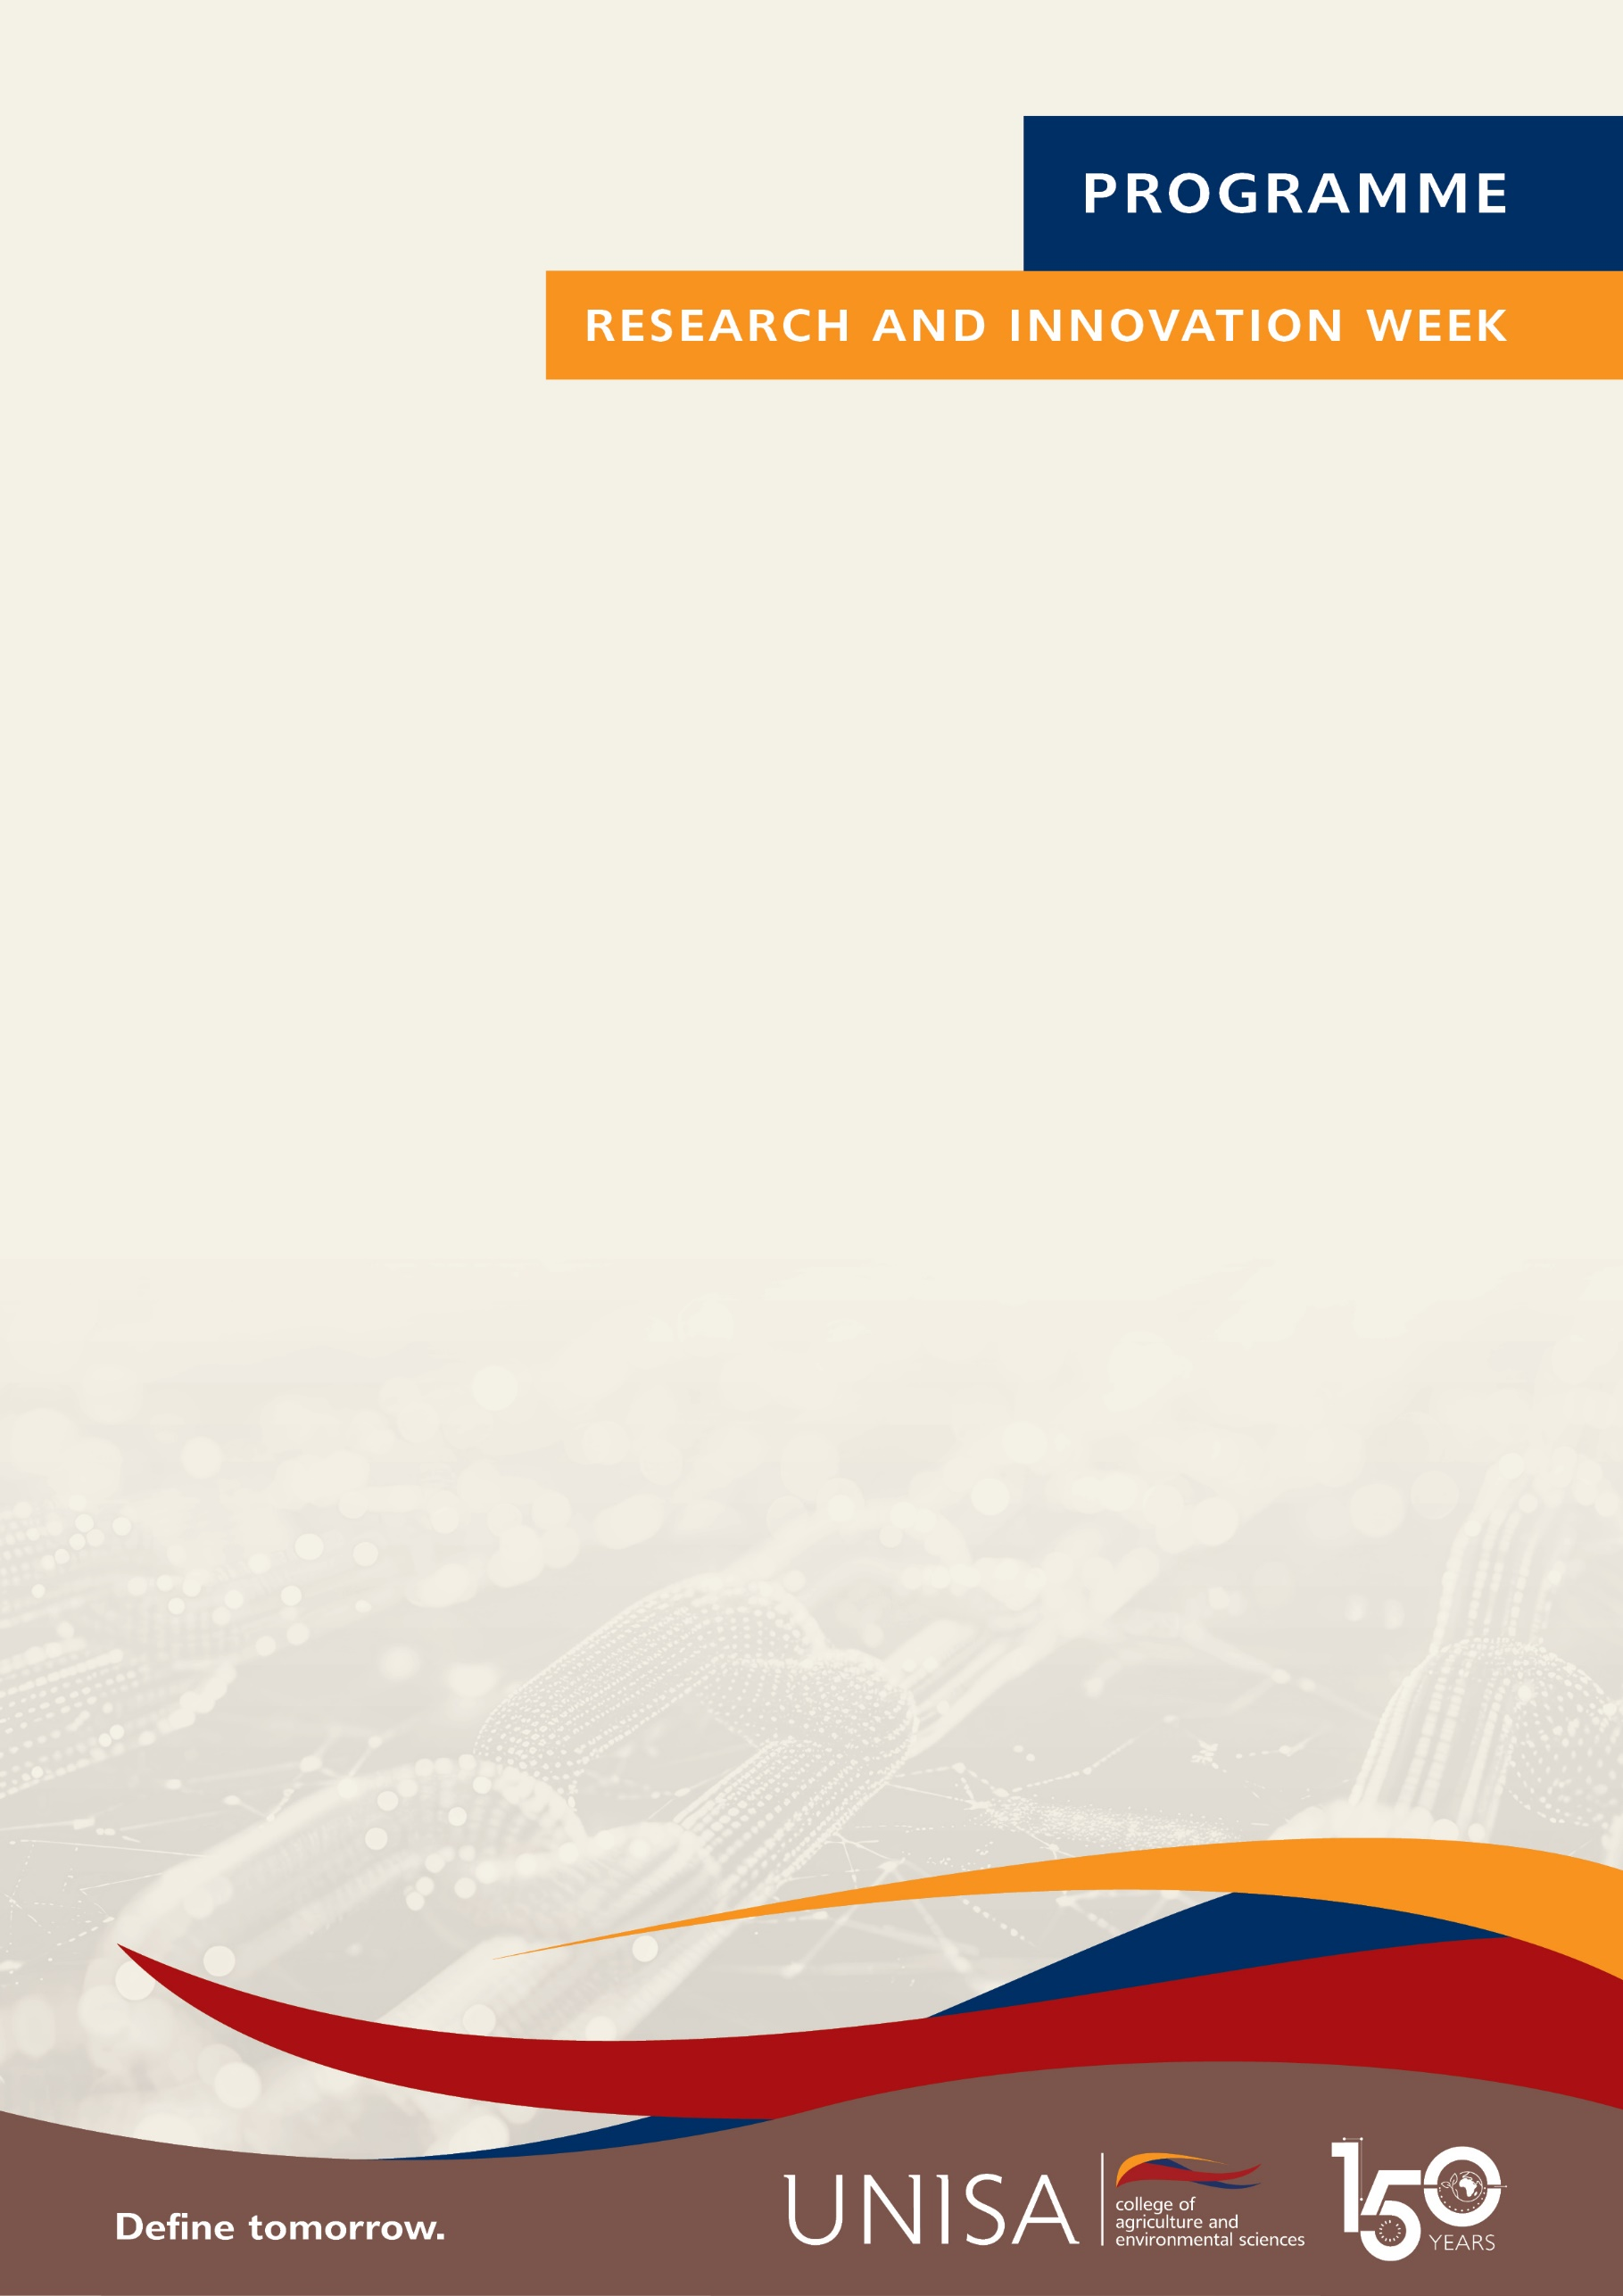 PROGRAMME
RESEARCH AND INNOVATION WEEK
Define tomorrow.
UNISA
college of
agriculture and
environmental sciences
150
YEARS